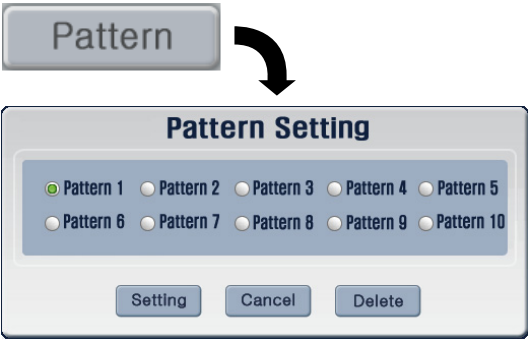 Pattern
Pattern Setting
Pattern 1 Pattern 2 Pattern 3 Pattern 4 Pattern 5
Pattern 6 Pattern 7 Pattern 8 Pattern 9 Pattern 10
Setting Cancel Delete